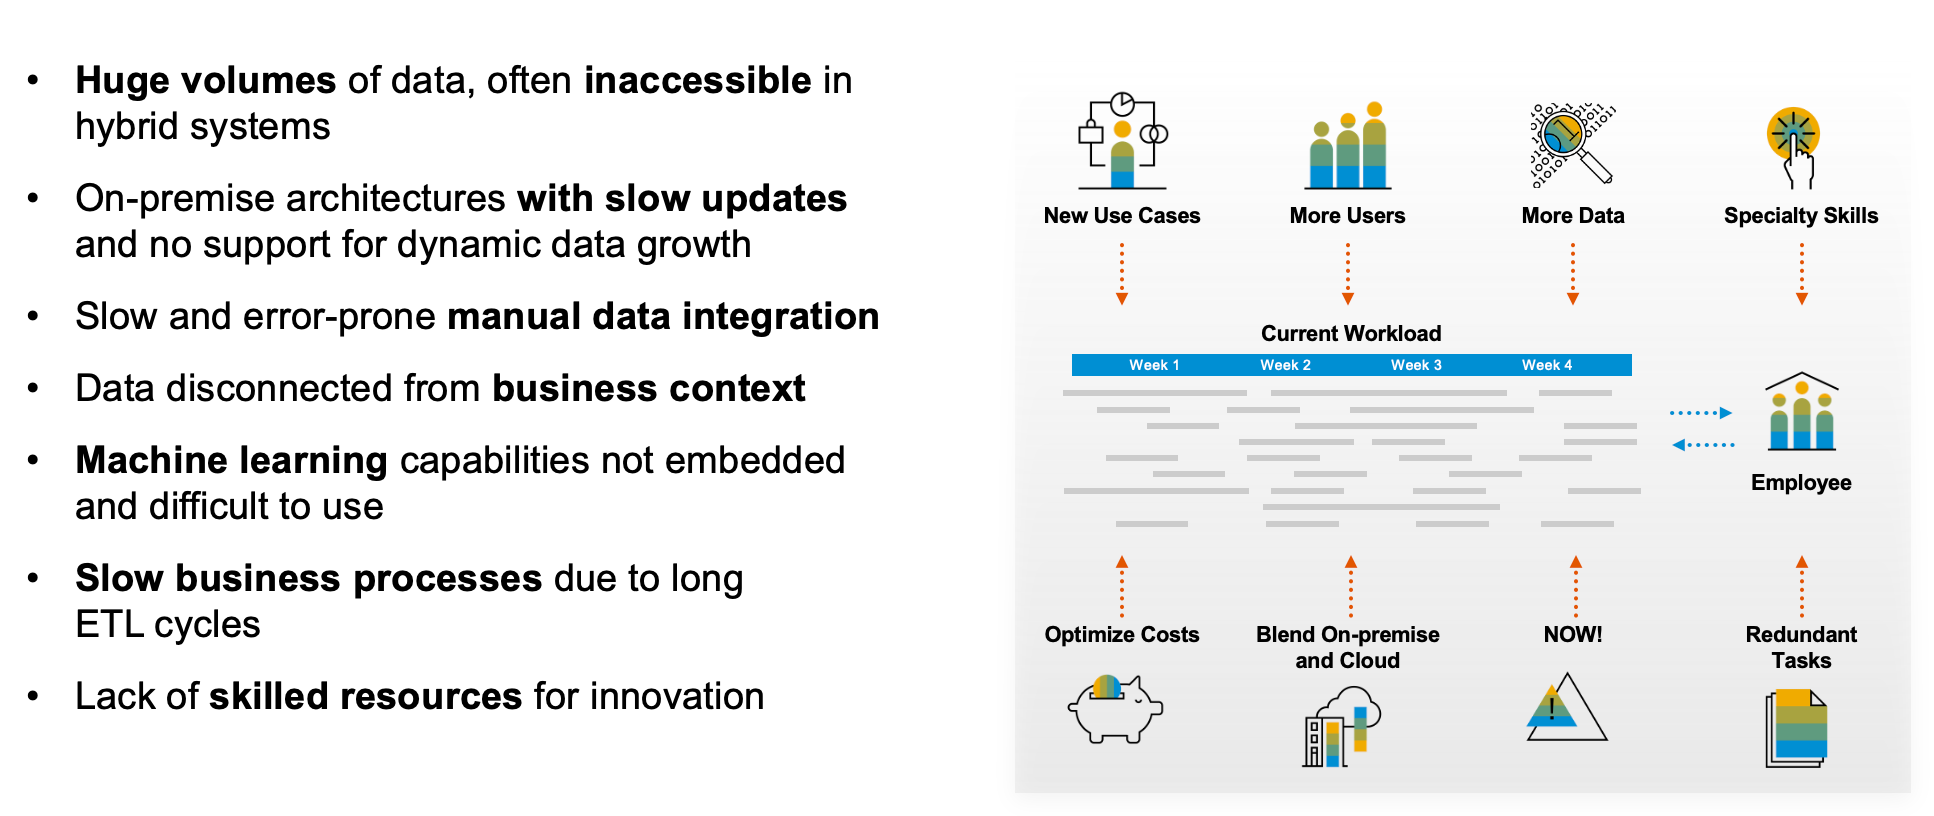 • Huge volumes of data, often inaccessible in
hybrid systems
• On-premise architectures with slow updates
and no support for dynamic data growth
• Slow and error-prone manual data integration
• Data disconnected from business context
• Machine learning capabilities not embedded
and difficult to use
• Slow business processes due to long
ETL cycles
• Lack of skilled resources for innovation
New Use Cases
More Users
More Data
Specialty Skills
Current Workload
Week 1
Week 2
Week 3
Week 4
Employee
Optimize Costs
Blend On-premise
and Cloud
NOW!
!
Redundant
Tasks